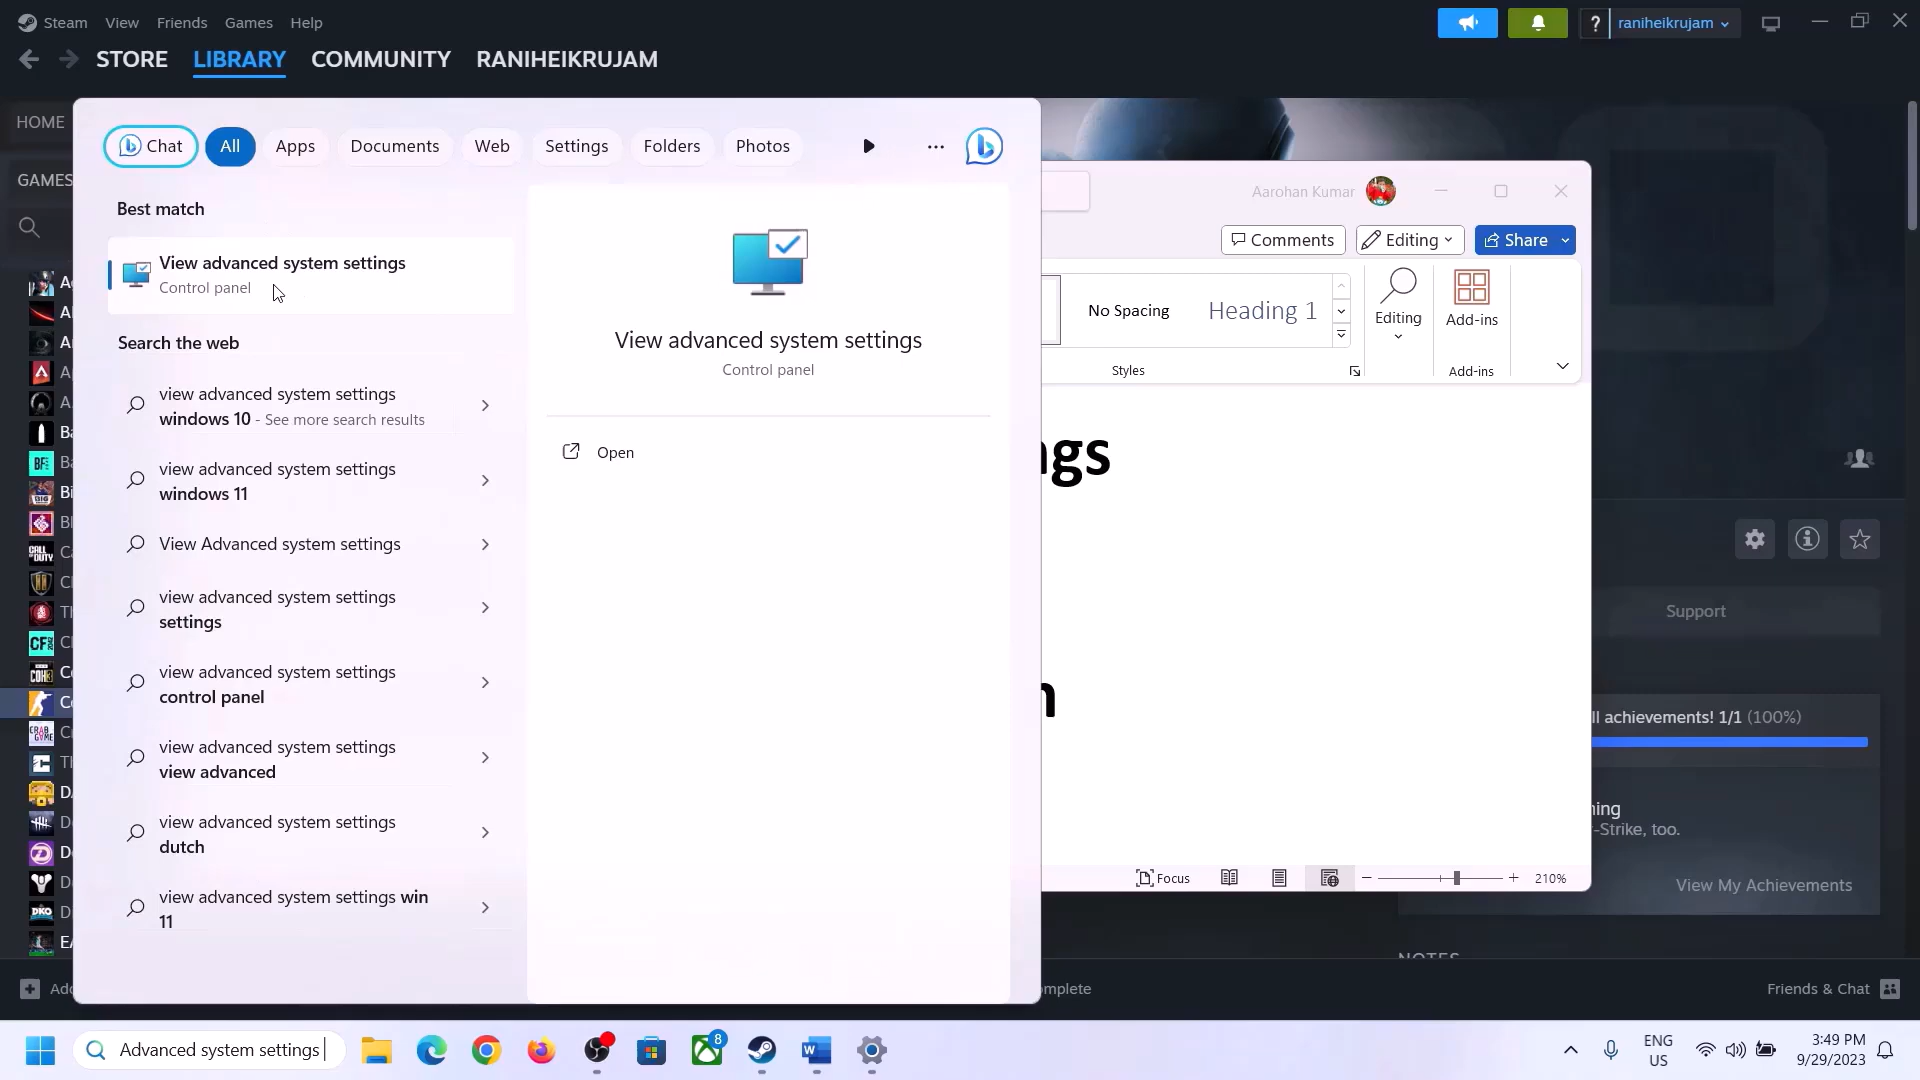 Steam View Friends Games Help
? raniheikrujam
STORE LIBRARY COMMUNITY RANIHEIKRUJAM
HOME
GAMES
Chat All Apps Documents Web Settings Folders Photos
Best match
View advanced system settings
Control panel
Search the web
view advanced system settings
windows 10 - See more search results
view advanced system settings
windows 11
View Advanced system settings
view advanced system settings
settings
view advanced system settings
control panel
view advanced system settings
view advanced
view advanced system settings
dutch
view advanced system settings win
11
View advanced system settings
Control panel
Open
Aarohan Kumar
Comments Editing Share
No Spacing Heading 1
Editing
Add-ins
Styles
Add-ins
ngs
n
Focus
210%
Support
ll achievements! 1/1 (100%)
ning
-Strike, too.
View My Achievements
NOTES
Add
omplete
Friends & Chat
Advanced system settings
8
ENG
US
3:49 PM
9/29/2023